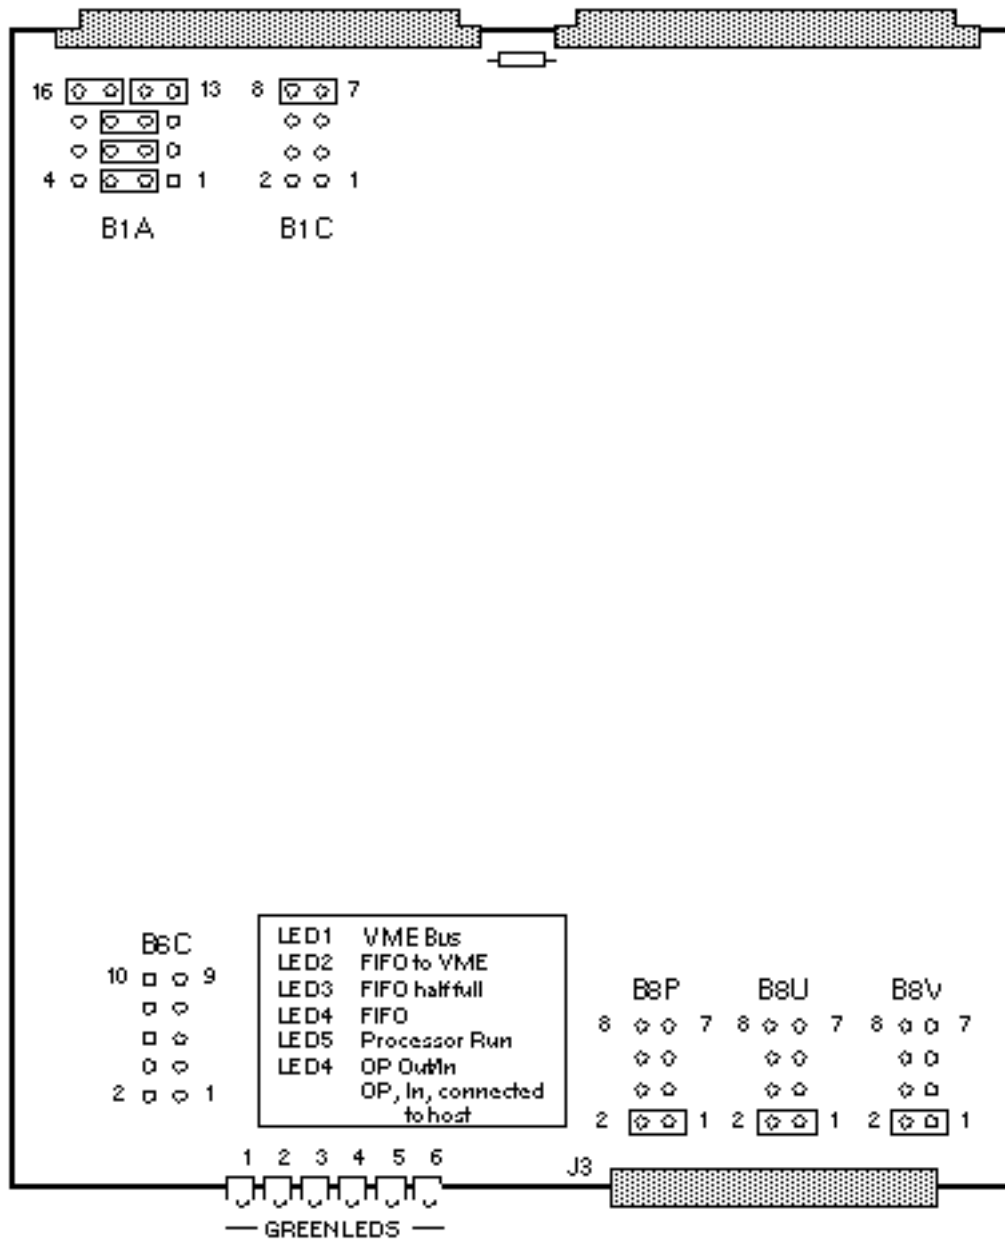 16 13 8 7
4 1 2 1
B1A B1C
B6C
10 9
2 1
LED1 VME Bus
LED2 FIFO to VME
LED3 FIFO half full
LED4 FIFO
LED5 Processor Run
LED4 OP Out/In
OP, In, connected
to host
B8P B8U B8V
8 7 8 7 8 7
2 1 2 1 2 1
1 2 3 4 5 6
J3
GREEN LEDS